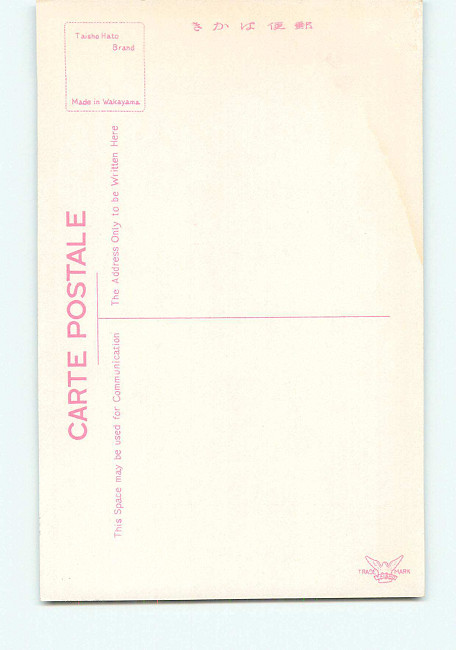 きかはは便郵
Taisho Hato
Brand
Made in Wakayama
CARTE POSTALE
The Address Only to be Written Here
This Space may be used for Communication
TRADE MARK